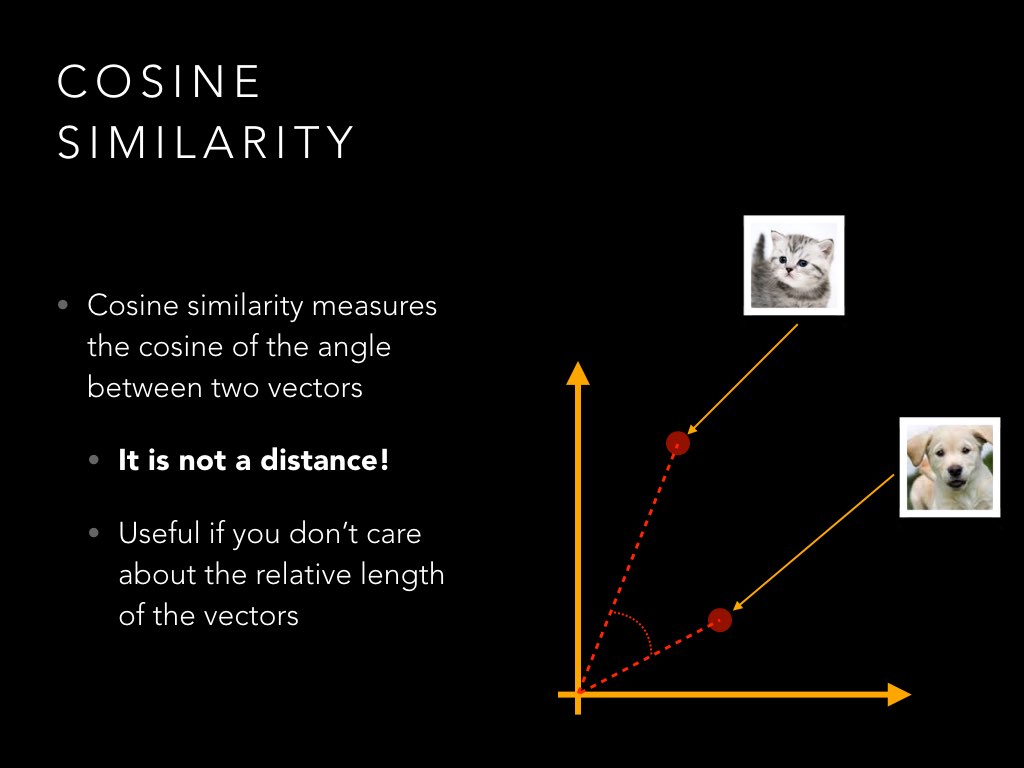 COSINE
SIMILARITY
• Cosine similarity measures
the cosine of the angle
between two vectors
• It is not a distance!
• Useful if you don’t care
about the relative length
of the vectors